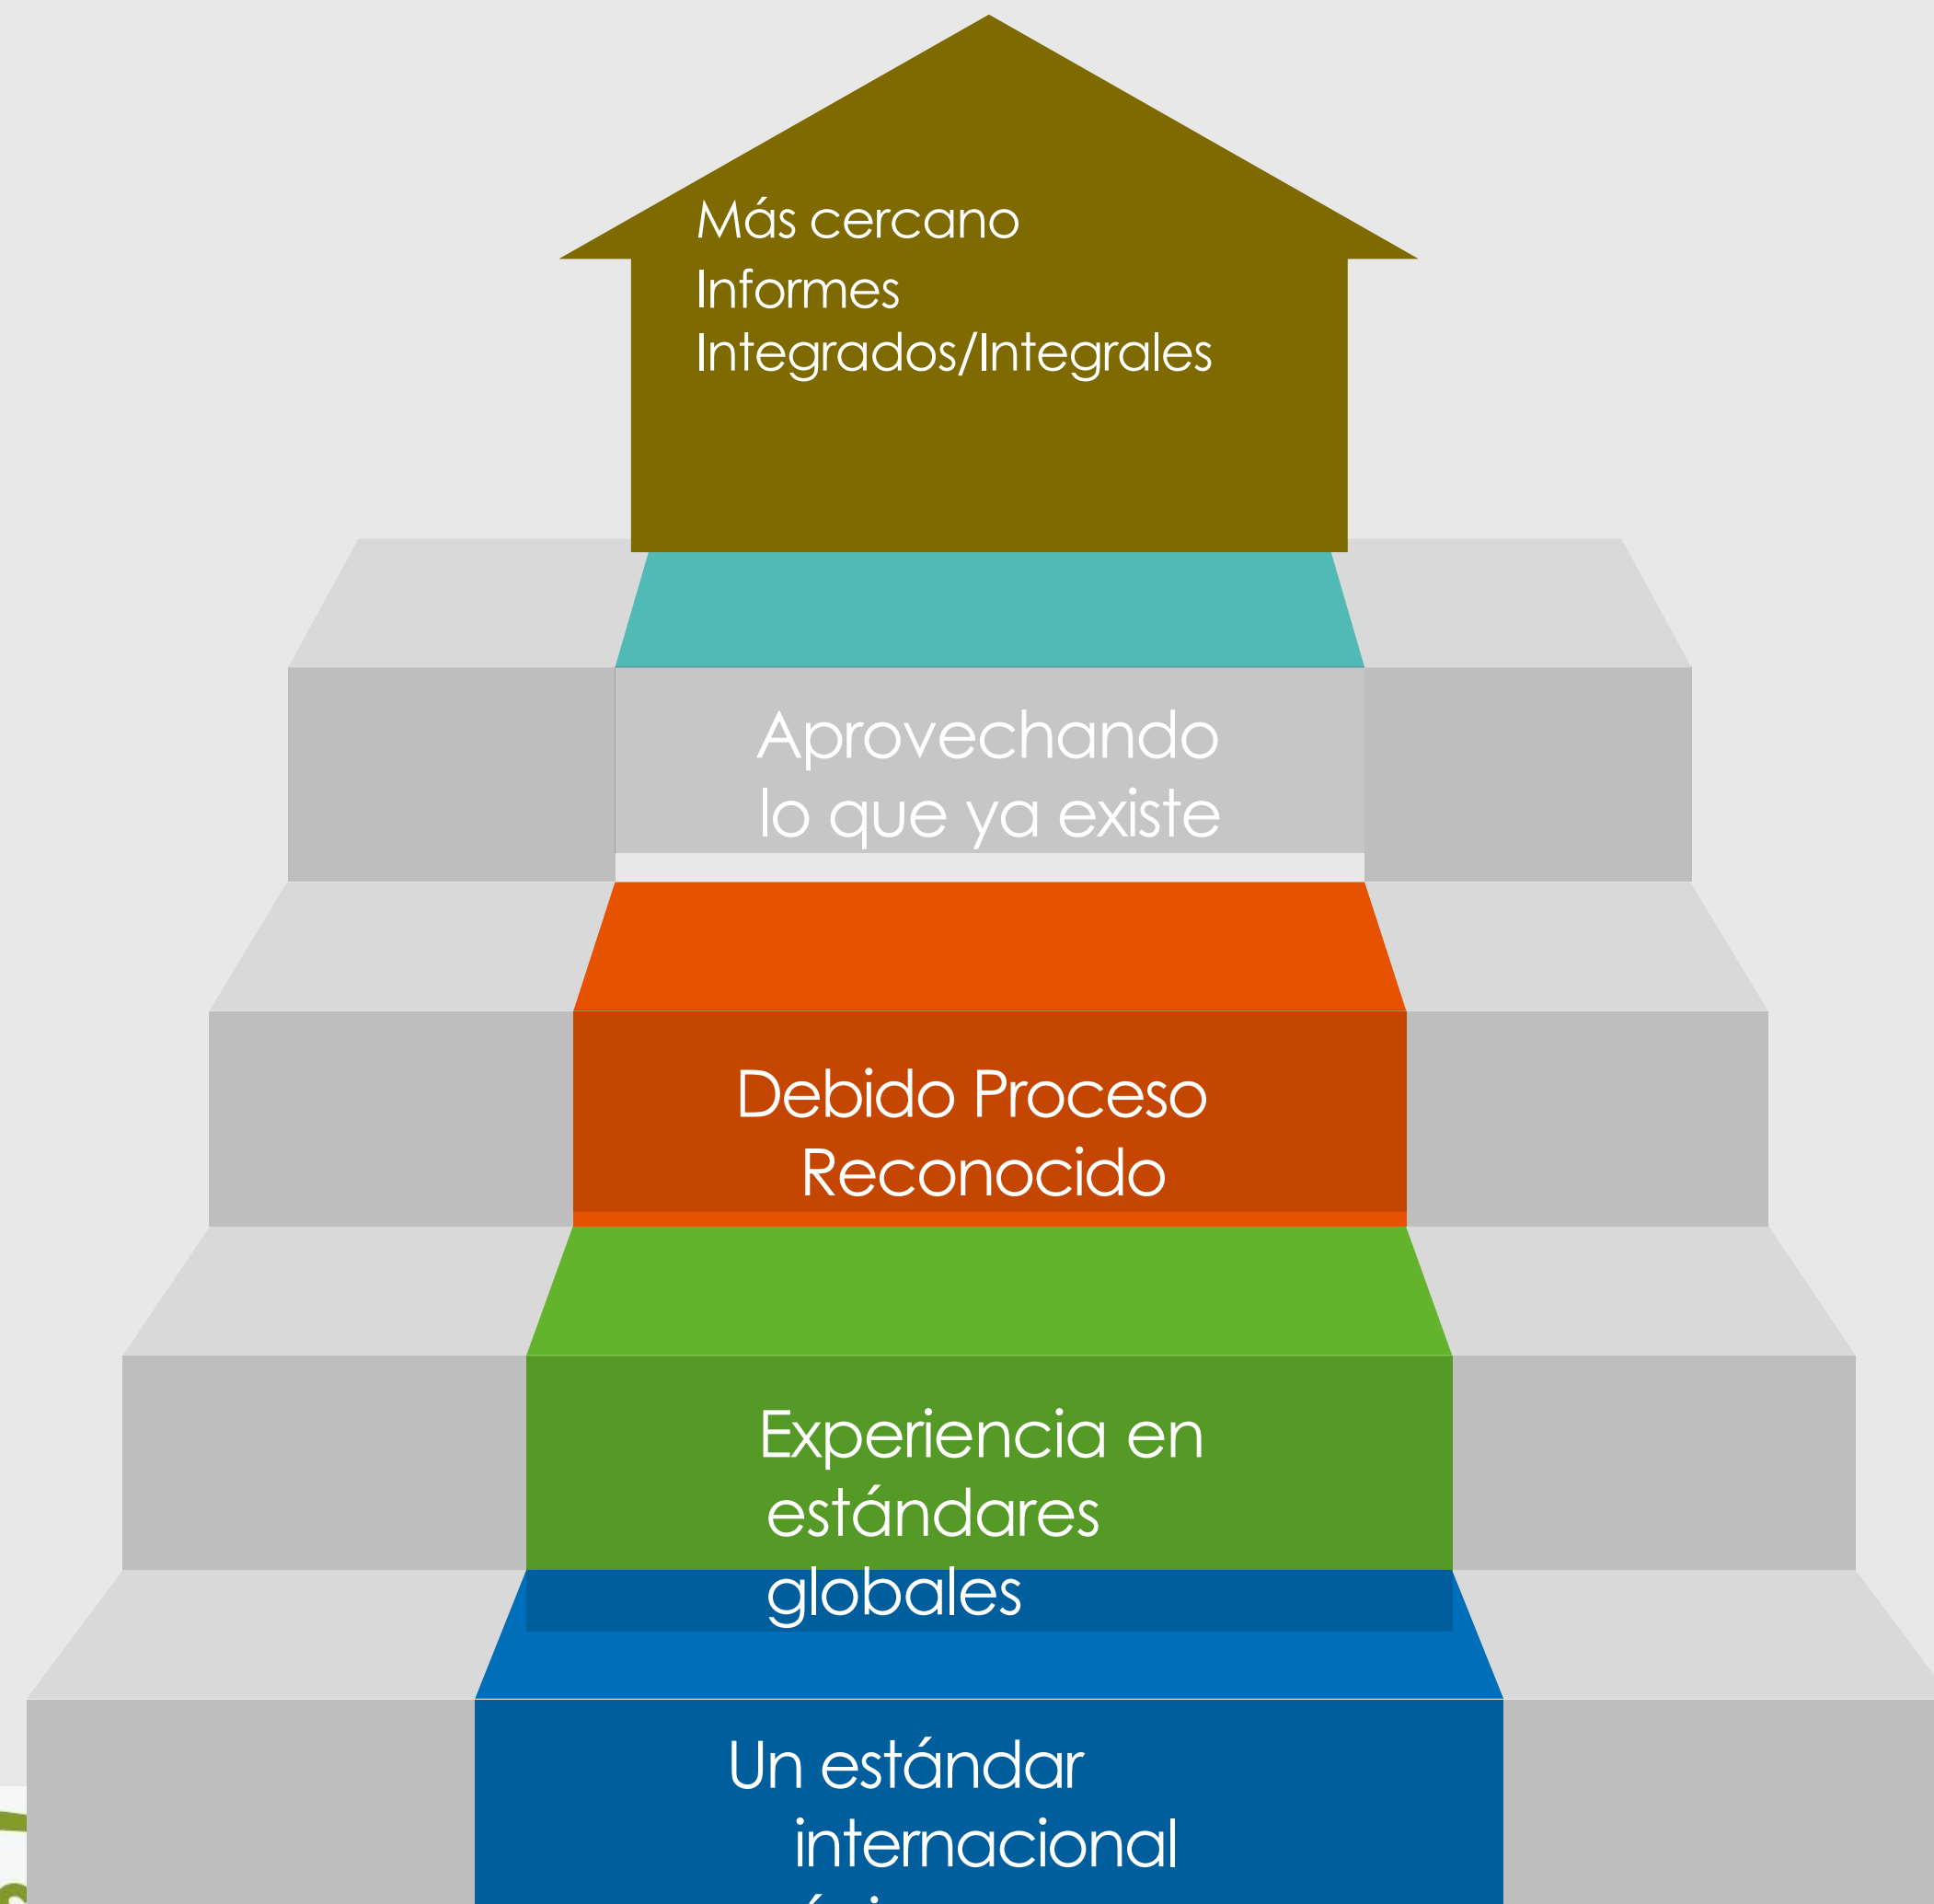 Más cercano
Informes
Integrados/Integrales
Aprovechando
lo que ya existe
Debido Proceso
Reconocido
Experiencia en
estándares
globales
Un estándar
internacional